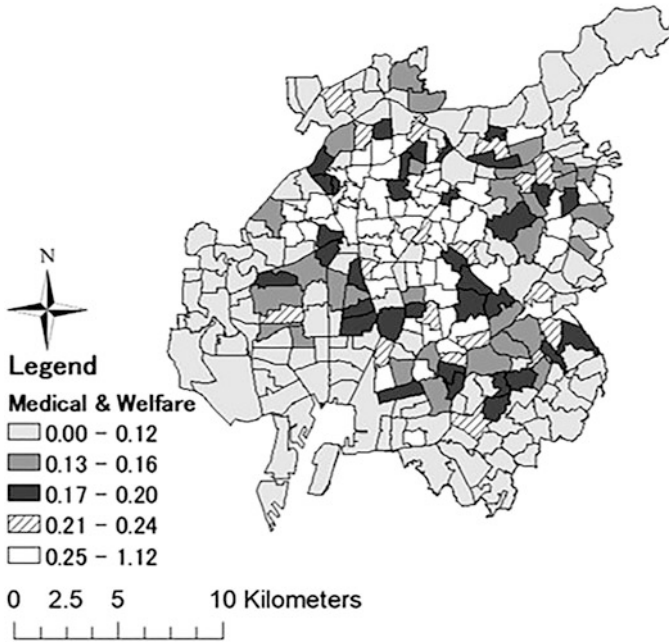 N
Legend
Medical & Welfare
0.00 - 0.12
0.13 - 0.16
0.17 - 0.20
0.21 - 0.24
0.25 - 1.12
0 2.5 5 10 Kilometers